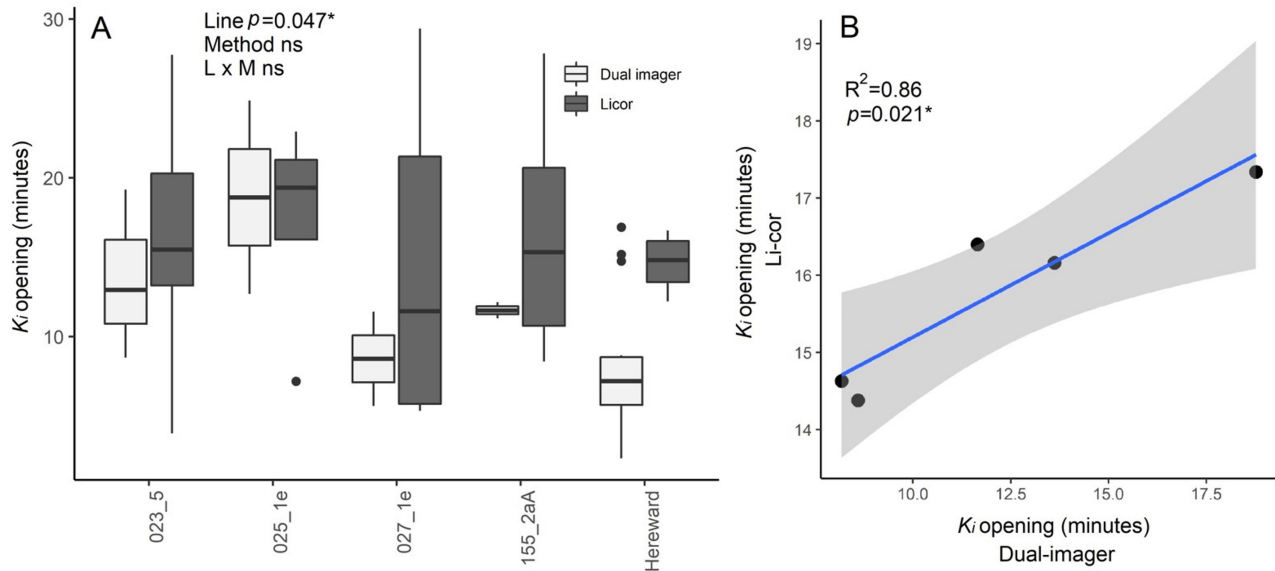 A
Line p=0.047*
Method ns
L x M ns
Dual imager
Licor
30
20
10
Ki opening (minutes)
023_5
025_1e
027_1e
155_2aA
Hereward
B
R²=0.86
p=0.021*
19
18
17
16
15
14
Ki opening (minutes)
Li-cor
10.0
12.5
15.0
17.5
Ki opening (minutes)
Dual-imager